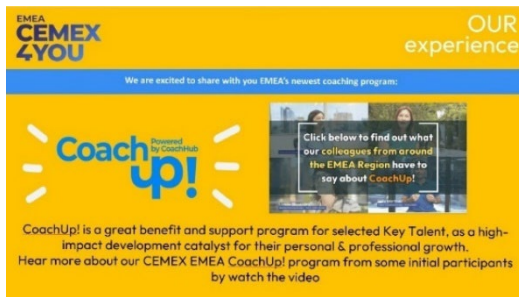 EMEA
CEMEX
4YOU
OUR
experience
We are excited to share with you EMEA's newest coaching program:
Coach
Powered
by CoachHub
up!
Click below to find out what
our colleagues from around
the EMEA Region have to
say about CoachUp!
CoachUp! is a great benefit and support program for selected Key Talent, as a high-
impact development catalyst for their personal & professional growth.
Hear more about our CEMEX EMEA CoachUp! program from some initial participants
by watch the video